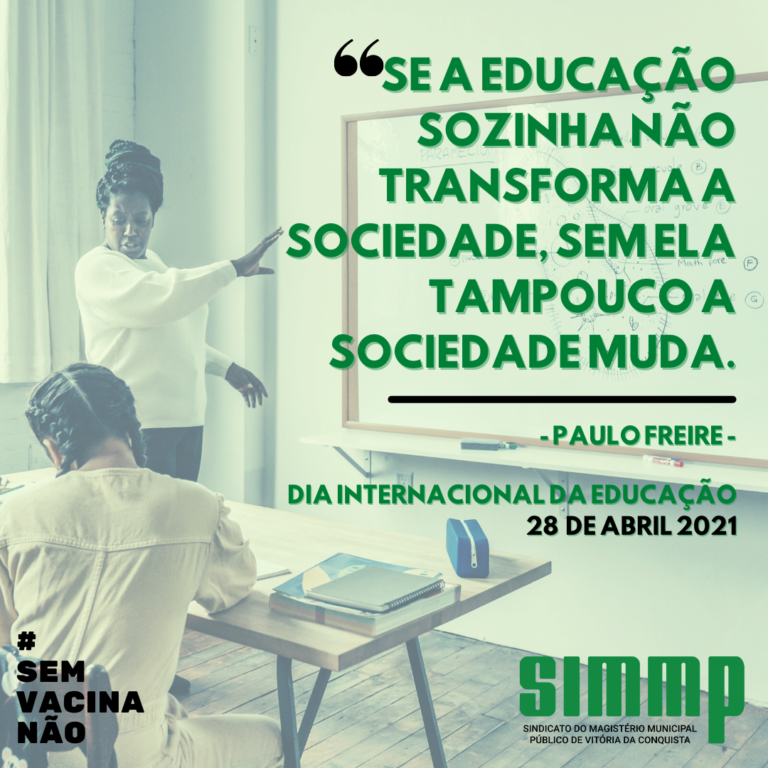 “SE A EDUCAÇÃO
SOZINHA NÃO
TRANSFORMA A
SOCIEDADE, SEM ELA
TAMPOUCO A
SOCIEDADE MUDA.
- PAULO FREIRE -
DIA INTERNACIONAL DA EDUCAÇÃO
28 DE ABRIL 2021
#
SEM
VACINA
NÃO
SIMMP
SINDICATO DO MAGISTÉRIO MUNICIPAL
PÚBLICO DE VITÓRIA DA CONQUISTA